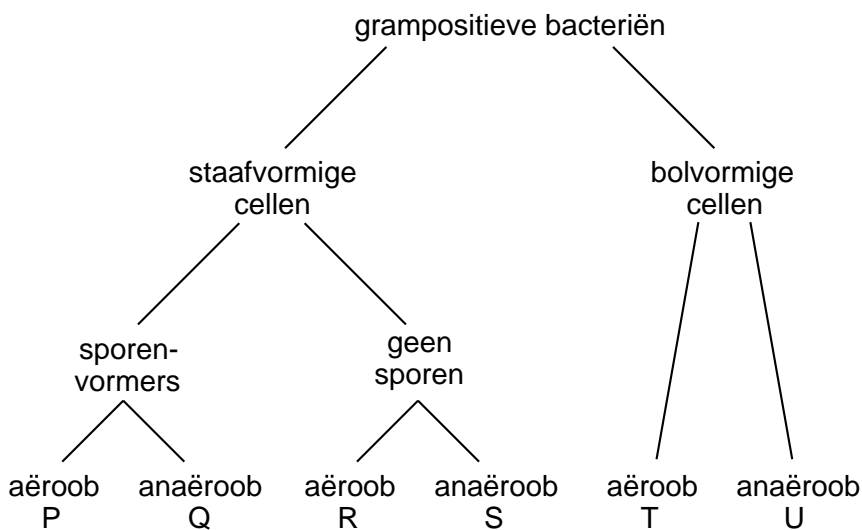 grampositieve bacteriën
staafvormige
cellen
bolvormige
cellen
sporen-
vormers
geen
sporen
aëroob anaëroob aëroob anaëroob aëroob anaëroob
P Q R S T U